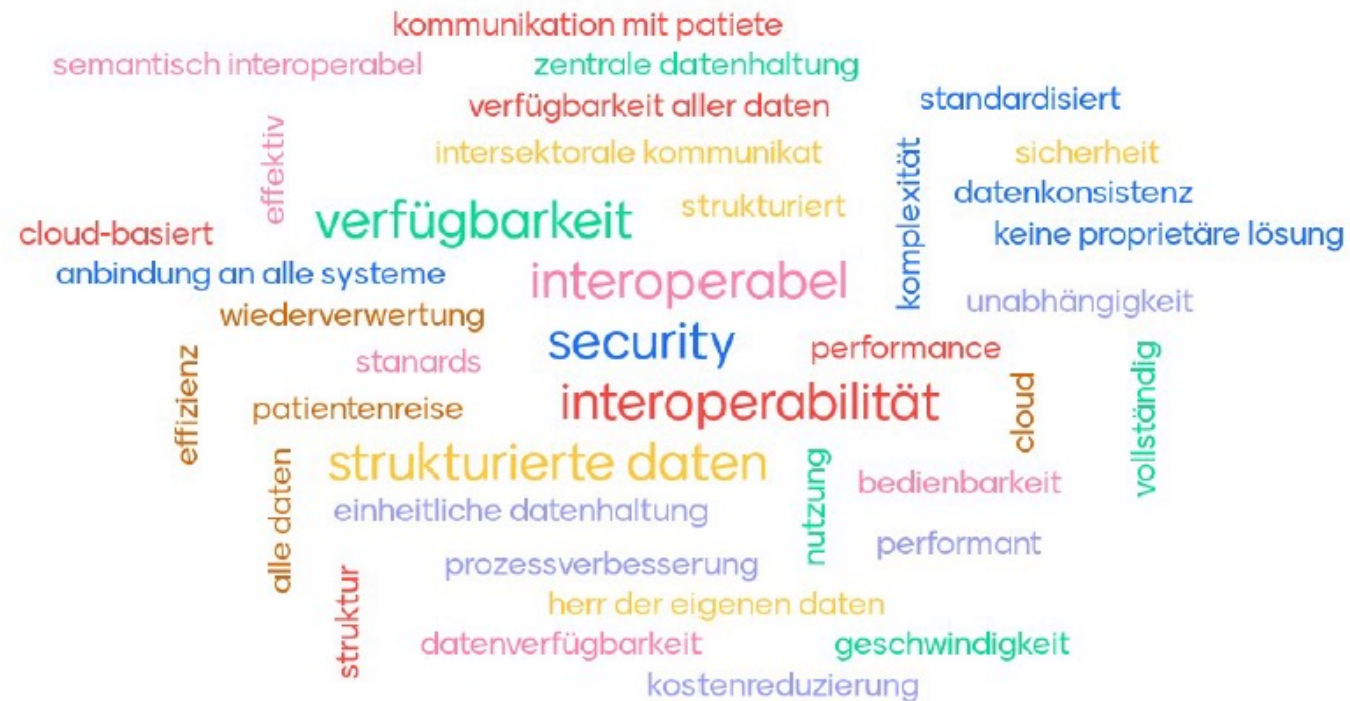 kommunikation mit patiete
semantisch interoperabel
zentrale datenhaltung
verfügbarkeit aller daten
standardisiert
effektiv
intersektorale kommunikat
komplexität
sicherheit
verfügbarkeit
strukturiert
datenkonsistenz
cloud-basiert
keine proprietäre lösung
anbindung an alle systeme
interoperabel
unabhängigkeit
wiederverwertung
security
performance
stanards
effizienz
patientenreise
interoperabilität
cloud
vollständig
strukturierte daten
alle daten
nutzung
bedienbarkeit
einheitliche datenhaltung
performant
prozessverbesserung
struktur
herr der eigenen daten
datenverfügbarkeit
geschwindigkeit
kostenreduzierung